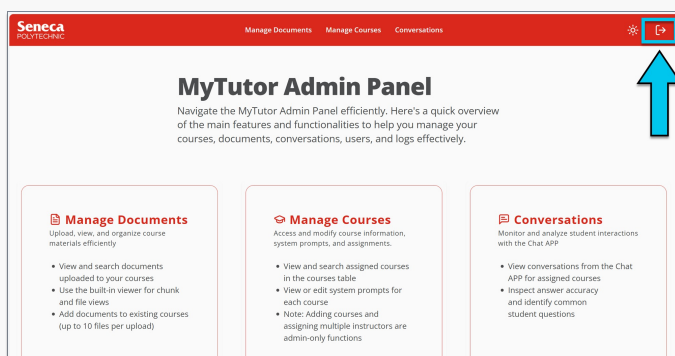 Seneca
POLYTECHNIC
Manage Documents Manage Courses Conversations
MyTutor Admin Panel
Navigate the MyTutor Admin Panel efficiently. Here's a quick overview
of the main features and functionalities to help you manage your
courses, documents, conversations, users, and logs effectively.
Manage Documents
Upload, view, and organize course
materials efficiently
• View and search documents
uploaded to your courses
• Use the built-in viewer for chunk
and file views
• Add documents to existing courses
(up to 10 files per upload)
Manage Courses
Access and modify course information,
system prompts, and assignments.
• View and search assigned courses
in the courses table
• View or edit system prompts for
each course
• Note: Adding courses and
assigning multiple instructors are
admin-only functions
Conversations
Monitor and analyze student interactions
with the Chat APP
• View conversations from the Chat
APP for assigned courses
• Inspect answer accuracy
and identify common
student questions